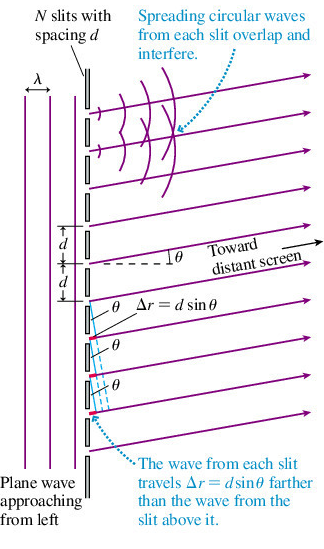 N slits with
spacing d
Spreading circular waves
from each slit overlap and
interfere.
λ
d
θ
Toward
distant screen
d
θ
Δr = d sin θ
θ
θ
The wave from each slit
travels Δr = d sin θ farther
than the wave from the
slit above it.
Plane wave
approaching
from left